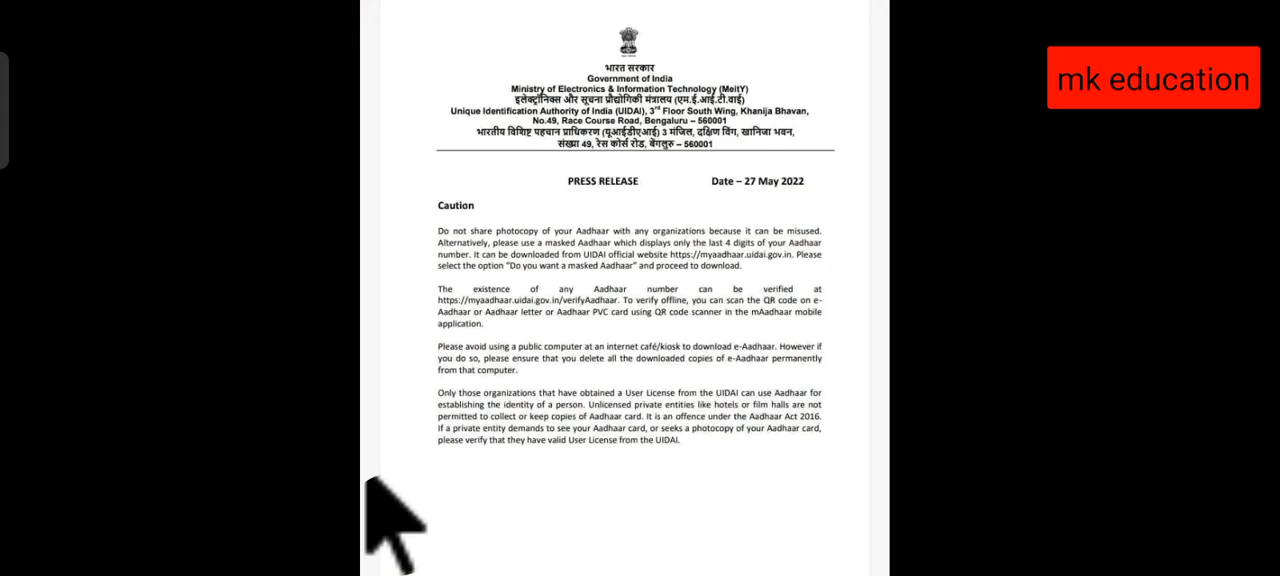 भारत सरकार
Government of India
Ministry of Electronics & Information Technology (MeitY)
इलेक्ट्रॉनिक्स और सूचना प्रौद्योगिकी मंत्रालय (एम.ई.आई.टी.वाई)
Unique Identification Authority of India (UIDAI), 3rd Floor South Wing, Khanija Bhavan,
No.49, Race Course Road, Bengaluru – 560001
भारतीय विशिष्ट पहचान प्राधिकरण (यूआईडीएआई) 3 मंजिल, दक्षिण विंग, खानिजा भवन,
संख्या 49, रेस कोर्स रोड, बेंगलुरु – 560001
PRESS RELEASE Date – 27 May 2022
Caution
Do not share photocopy of your Aadhaar with any organizations because it can be misused.
Alternatively, please use a masked Aadhaar which displays only the last 4 digits of your Aadhaar
number. It can be downloaded from UIDAI official website https://myaadhaar.uidai.gov.in. Please
select the option “Do you want a masked Aadhaar” and proceed to download.
The existence of any Aadhaar number can be verified at
https://myaadhaar.uidai.gov.in/verifyAadhaar. To verify offline, you can scan the QR code on e-
Aadhaar or Aadhaar letter or Aadhaar PVC card using QR code scanner in the mAadhaar mobile
application.
Please avoid using a public computer at an internet café/kiosk to download e-Aadhaar. However if
you do so, please ensure that you delete all the downloaded copies of e-Aadhaar permanently
from that computer.
Only those organizations that have obtained a User License from the UIDAI can use Aadhaar for
establishing the identity of a person. Unlicensed private entities like hotels or film halls are not
permitted to collect or keep copies of Aadhaar card. It is an offence under the Aadhaar Act 2016.
If a private entity demands to see your Aadhaar card, or seeks a photocopy of your Aadhaar card,
please verify that they have valid User License from the UIDAI.
mk education